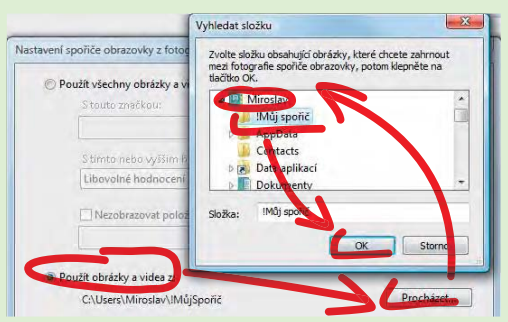 Vyhledat složku
Zvolte složku obsahující obrázky, které chcete zahrnout
mezi fotografie spořiče obrazovky, potom klepněte na
tlačítko OK.
Miroslav
!Můj spořič
AppData
Contacts
Data aplikací
Dokumenty
Složka: !Můj spořič
OK Storno
Nastavení spořiče obrazovky z
Použít všechny obrázky a
S touto značkou:
S tímto nebo vyšším
Libovolné hodnocení
Nezobrazovat
Použít obrázky a videa
C:\Users\Miroslav\!MůjSpořič
Procházet...